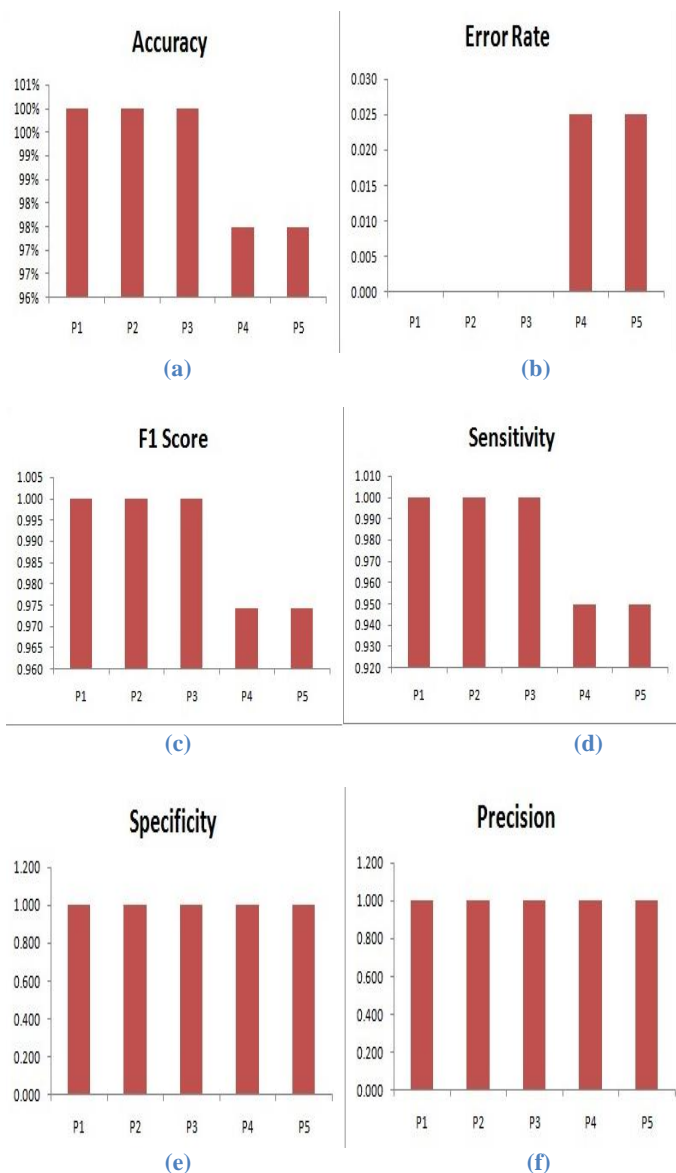 Accuracy
101%
100%
100%
99%
99%
98%
98%
97%
97%
96%
P1 P2 P3 P4 P5
(a)
Error Rate
0.030
0.025
0.020
0.015
0.010
0.005
0.000
P1 P2 P3 P4 P5
(b)
F1 Score
1.005
1.000
0.995
0.990
0.985
0.980
0.975
0.970
0.965
0.960
P1 P2 P3 P4 P5
(c)
Sensitivity
1.010
1.000
0.990
0.980
0.970
0.960
0.950
0.940
0.930
0.920
P1 P2 P3 P4 P5
(d)
Specificity
1.200
1.000
0.800
0.600
0.400
0.200
0.000
P1 P2 P3 P4 P5
(e)
Precision
1.200
1.000
0.800
0.600
0.400
0.200
0.000
P1 P2 P3 P4 P5
(f)